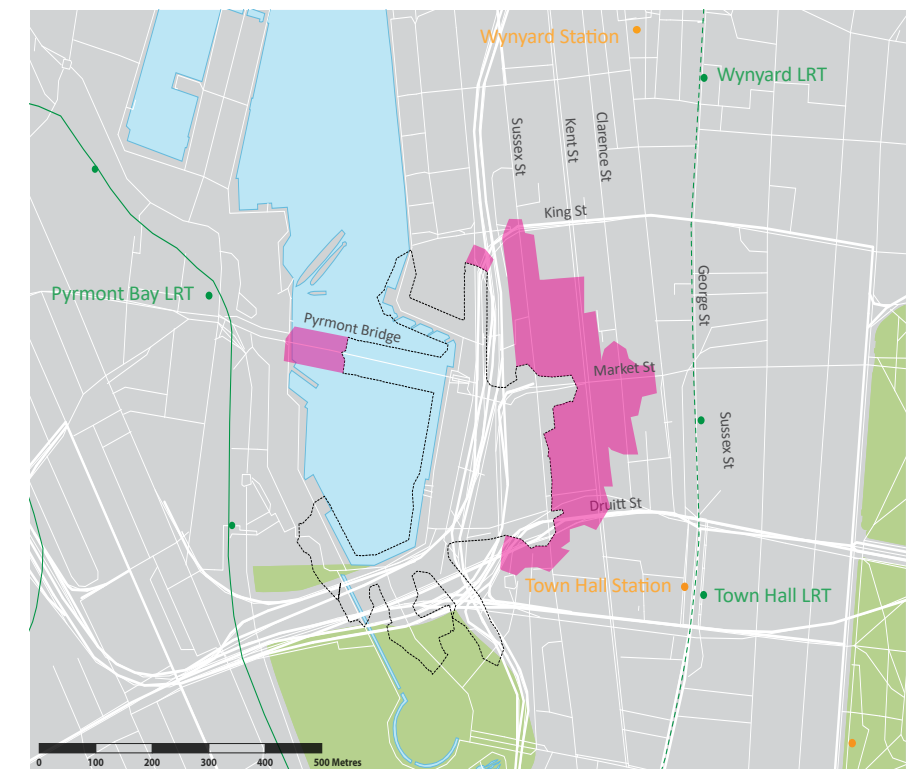 Wynyard Station
Wynyard LRT
Sussex St
Kent St
Clarence St
King St
Pyrmont Bay LRT
George St
Pyrmont Bridge
Market St
Sussex St
Druitt St
Town Hall Station
Town Hall LRT
0 100 200 300 400 500 Metres